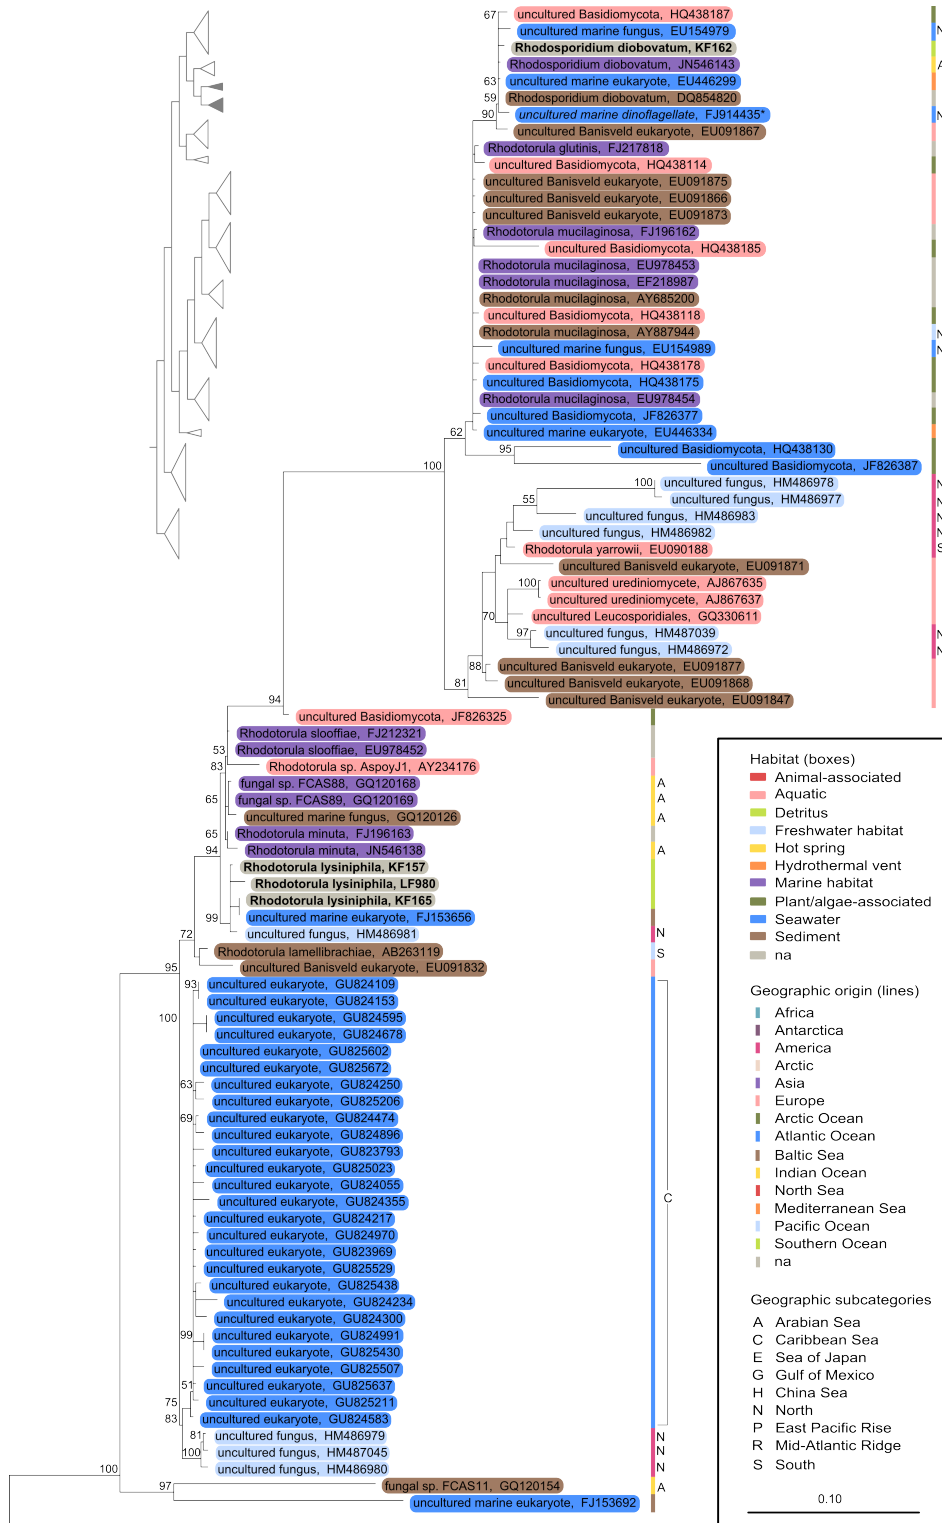 67
uncultured Basidiomycota, HQ438187
uncultured marine fungus, EU154979
N
Rhodosporidium diobovatum, KF162
Rhodosporidium diobovatum, JN546143
A
63
uncultured marine eukaryote, EU446299
59
Rhodosporidium diobovatum, DQ854820
90
uncultured marine dinoflagellate, FJ914435*
N
uncultured Banisveld eukaryote, EU091867
Rhodotorula glutinis, FJ217818
uncultured Basidiomycota, HQ438114
uncultured Banisveld eukaryote, EU091875
uncultured Banisveld eukaryote, EU091866
uncultured Banisveld eukaryote, EU091873
Rhodotorula mucilaginosa, FJ196162
uncultured Basidiomycota, HQ438185
Rhodotorula mucilaginosa, EU978453
Rhodotorula mucilaginosa, EF218987
Rhodotorula mucilaginosa, AY685200
uncultured Basidiomycota, HQ438118
Rhodotorula mucilaginosa, AY887944
N
uncultured marine fungus, EU154989
N
uncultured Basidiomycota, HQ438178
uncultured Basidiomycota, HQ438175
Rhodotorula mucilaginosa, EU978454
uncultured Basidiomycota, JF826377
62
uncultured marine eukaryote, EU446334
95
uncultured Basidiomycota, HQ438130
100
uncultured Basidiomycota, JF826387
100
uncultured fungus, HM486978
N
55
uncultured fungus, HM486977
N
uncultured fungus, HM486983
N
uncultured fungus, HM486982
N
Rhodotorula yarrowii, EU090188
S
uncultured Banisveld eukaryote, EU091871
100
uncultured urediniomycete, AJ867635
uncultured urediniomycete, AJ867637
70
uncultured Leucosporidiales, GQ330611
97
uncultured fungus, HM487039
N
uncultured fungus, HM486972
N
88
uncultured Banisveld eukaryote, EU091877
81
uncultured Banisveld eukaryote, EU091868
94
uncultured Banisveld eukaryote, EU091847
uncultured Basidiomycota, JF826325
Rhodotorula slooffiae, FJ212321
53
Rhodotorula slooffiae, EU978452
83
Rhodotorula sp. AspoyJ1, AY234176
fungal sp. FCAS88, GQ120168
A
65
fungal sp. FCAS89, GQ120169
A
uncultured marine fungus, GQ120126
A
65
Rhodotorula minuta, FJ196163
94
Rhodotorula minuta, JN546138
A
Rhodotorula lysiniphila, KF157
Rhodotorula lysiniphila, LF980
Rhodotorula lysiniphila, KF165
99
uncultured marine eukaryote, FJ153656
72
uncultured fungus, HM486981
N
Rhodotorula lamellibrachiae, AB263119
S
95
uncultured Banisveld eukaryote, EU091832
93
uncultured eukaryote, GU824109
uncultured eukaryote, GU824153
100
uncultured eukaryote, GU824595
uncultured eukaryote, GU824678
uncultured eukaryote, GU825602
uncultured eukaryote, GU825672
63
uncultured eukaryote, GU824250
uncultured eukaryote, GU825206
69
uncultured eukaryote, GU824474
uncultured eukaryote, GU824896
uncultured eukaryote, GU823793
uncultured eukaryote, GU825023
uncultured eukaryote, GU824055
uncultured eukaryote, GU824355
C
uncultured eukaryote, GU824217
uncultured eukaryote, GU824970
uncultured eukaryote, GU823969
uncultured eukaryote, GU825529
uncultured eukaryote, GU825438
uncultured eukaryote, GU824234
uncultured eukaryote, GU824300
99
uncultured eukaryote, GU824991
uncultured eukaryote, GU825430
uncultured eukaryote, GU825507
51
uncultured eukaryote, GU825637
75
uncultured eukaryote, GU825211
83
uncultured eukaryote, GU824583
81
uncultured fungus, HM486979
N
100
uncultured fungus, HM487045
N
100
uncultured fungus, HM486980
N
97
fungal sp. FCAS11, GQ120154
A
uncultured marine eukaryote, FJ153692
Habitat (boxes)
Animal-associated
Aquatic
Detritus
Freshwater habitat
Hot spring
Hydrothermal vent
Marine habitat
Plant/algae-associated
Seawater
Sediment
na
Geographic origin (lines)
Africa
Antarctica
America
Arctic
Asia
Europe
Arctic Ocean
Atlantic Ocean
Baltic Sea
Indian Ocean
North Sea
Mediterranean Sea
Pacific Ocean
Southern Ocean
na
Geographic subcategories
A Arabian Sea
C Caribbean Sea
E Sea of Japan
G Gulf of Mexico
H China Sea
N North
P East Pacific Rise
R Mid-Atlantic Ridge
S South
0.10